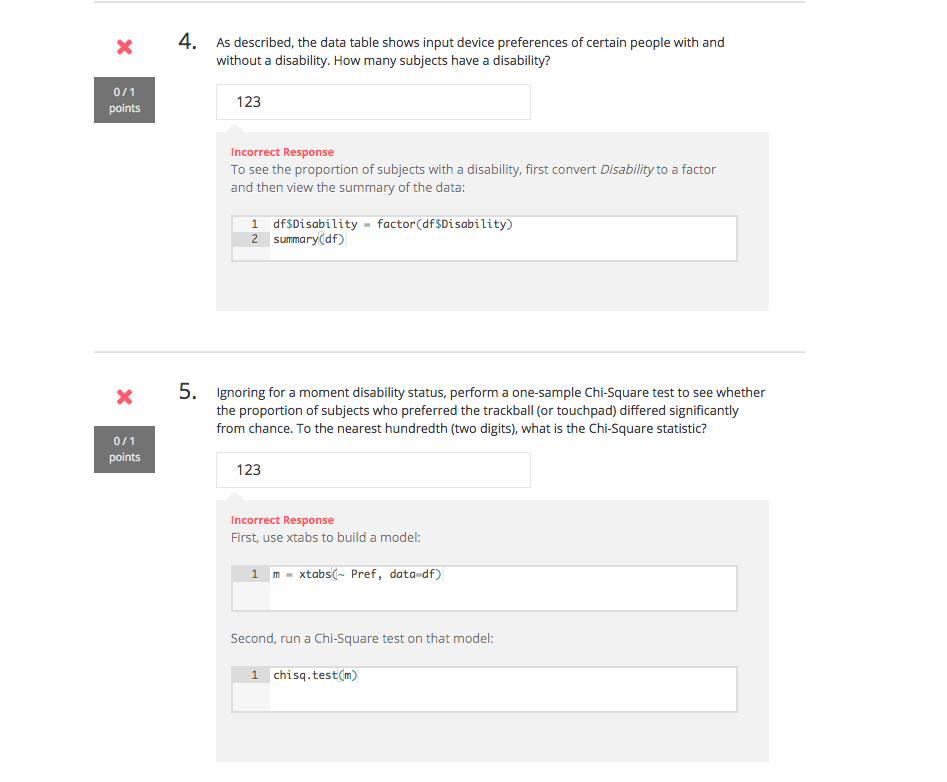 4. As described, the data table shows input device preferences of certain people with and
without a disability. How many subjects have a disability?
0 / 1
points
123
Incorrect Response
To see the proportion of subjects with a disability, first convert Disability to a factor
and then view the summary of the data:
1 df$Disability = factor(df$Disability)
2 summary(df)
5. Ignoring for a moment disability status, perform a one-sample Chi-Square test to see whether
the proportion of subjects who preferred the trackball (or touchpad) differed significantly
from chance. To the nearest hundredth (two digits), what is the Chi-Square statistic?
0 / 1
points
123
Incorrect Response
First, use xtabs to build a model:
1 m = xtabs(~ Pref, data=df)
Second, run a Chi-Square test on that model:
1 chisq.test(m)